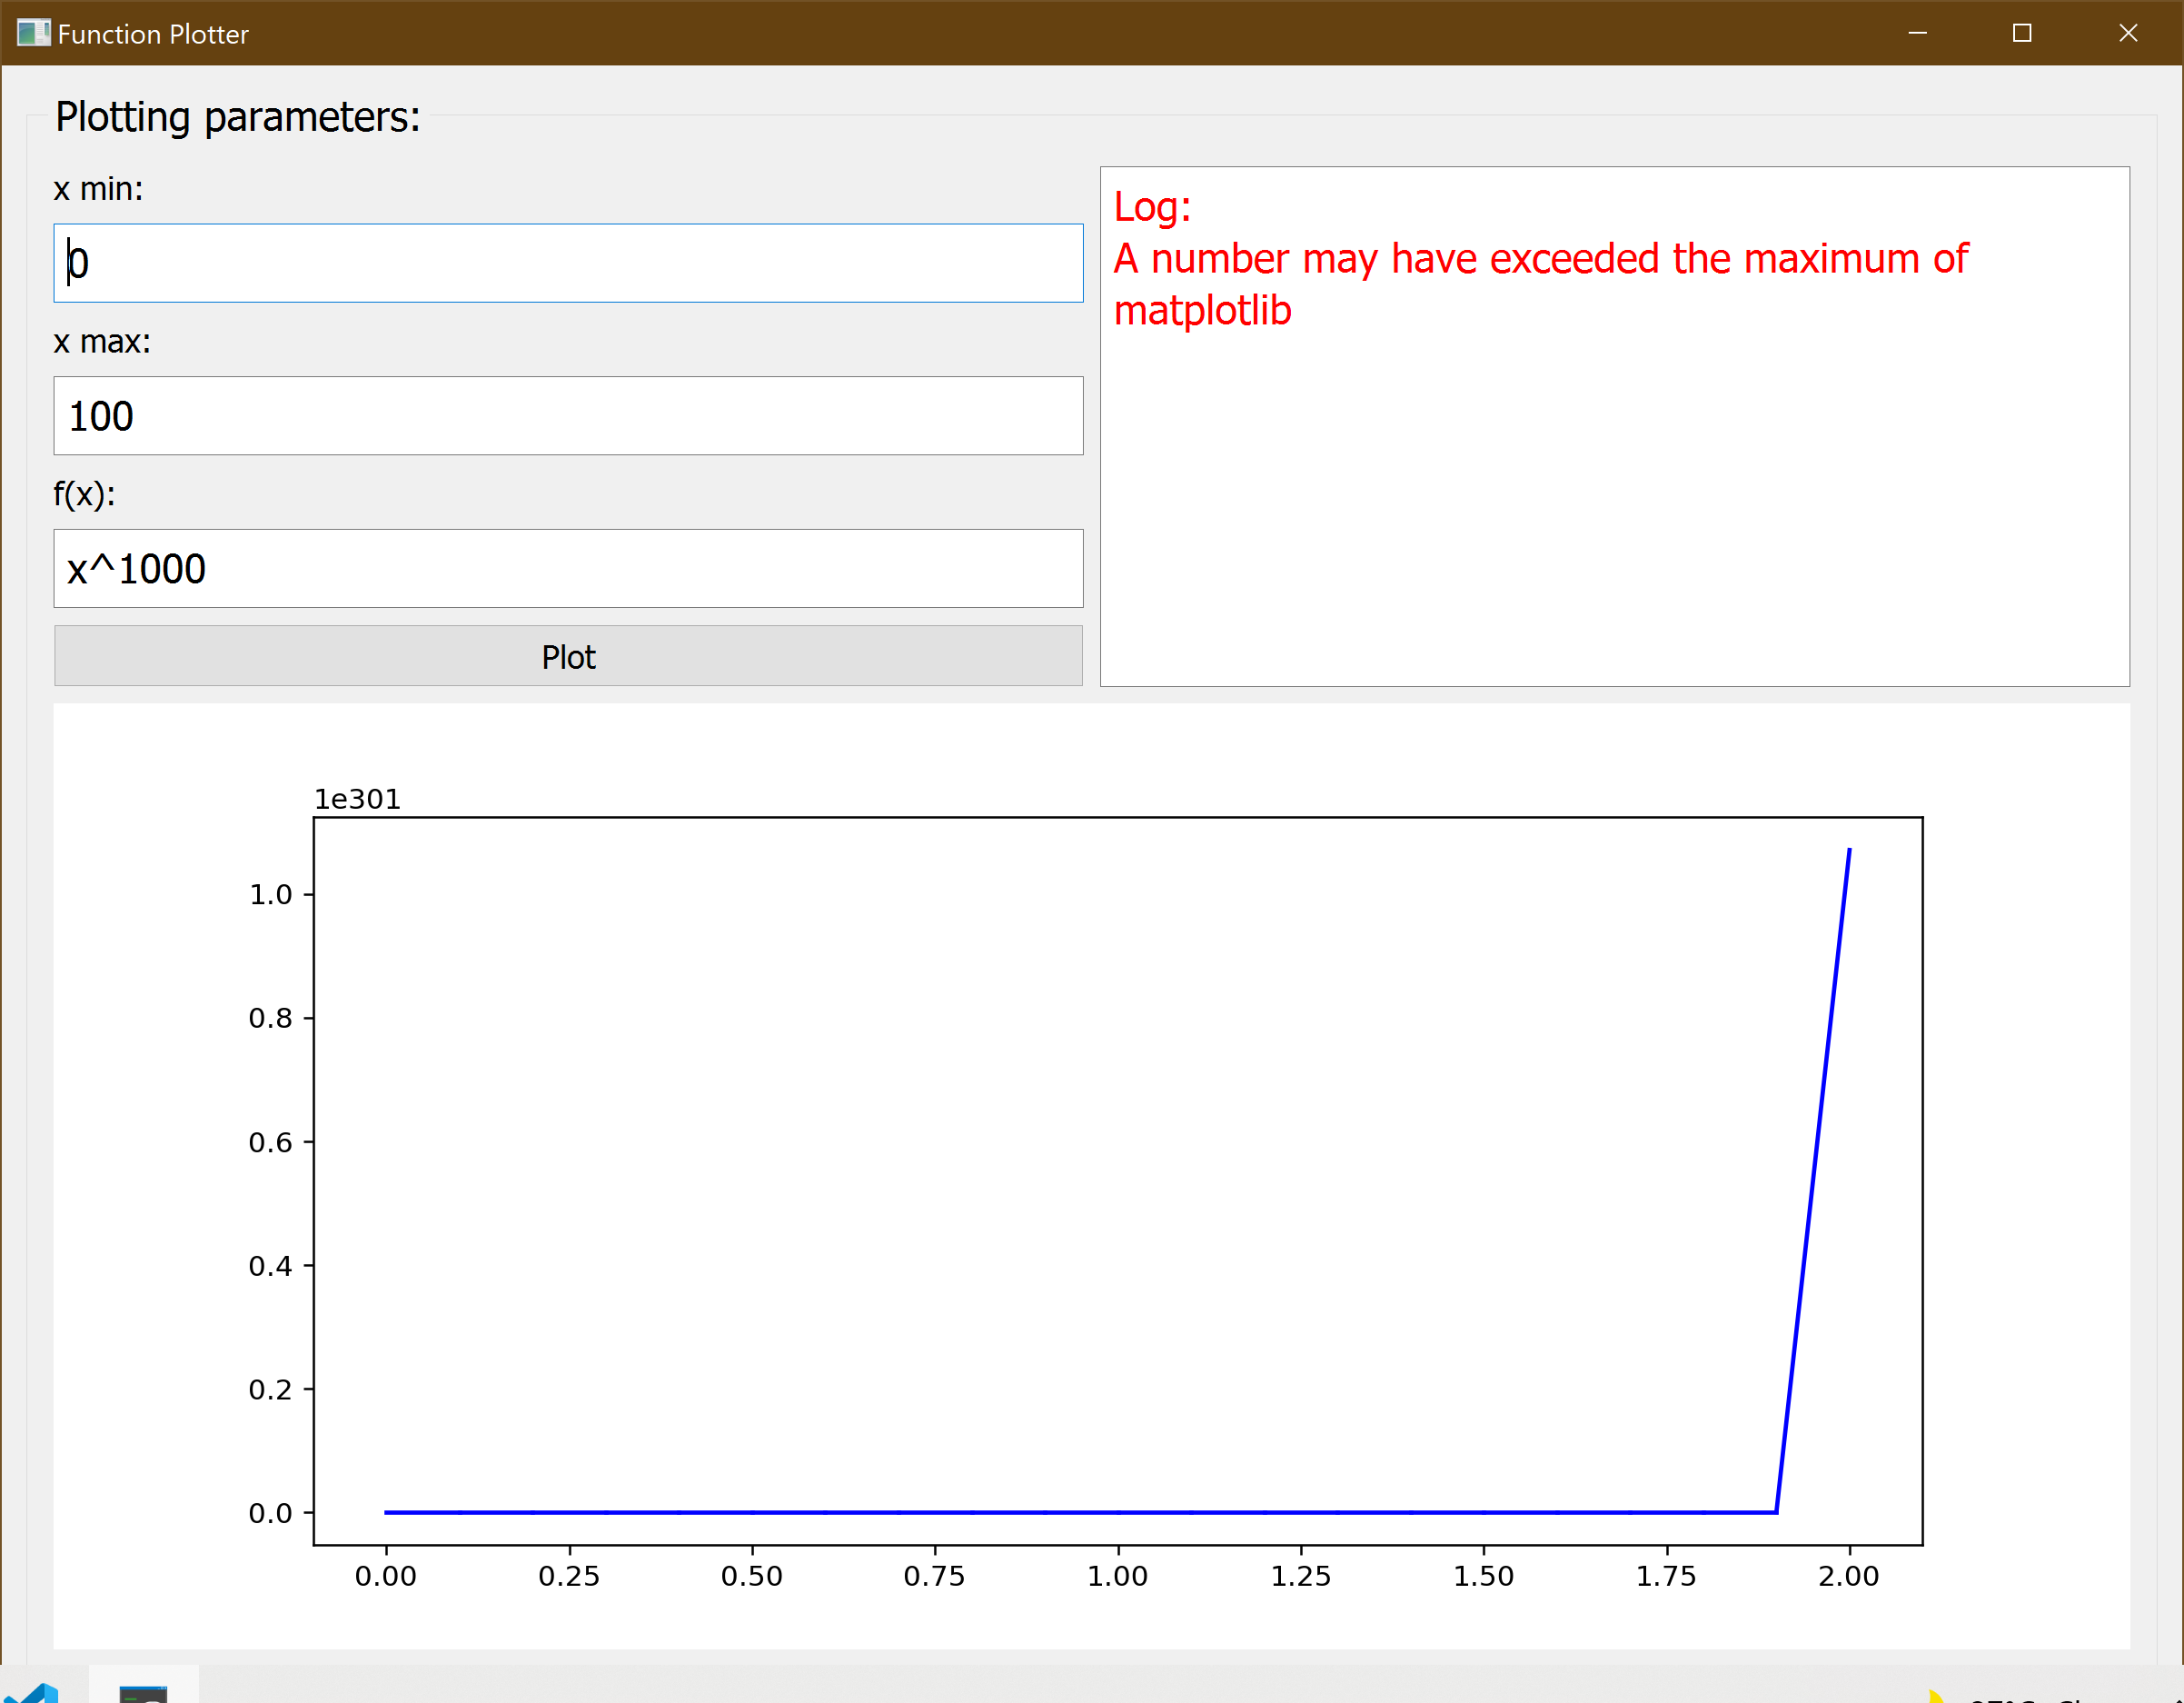 Function Plotter
Plotting parameters:
x min:
0
x max:
100
f(x):
x^1000
Plot
Log:
A number may have exceeded the maximum of
matplotlib
1e301
1.0
0.8
0.6
0.4
0.2
0.0
0.00 0.25 0.50 0.75 1.00 1.25 1.50 1.75 2.00